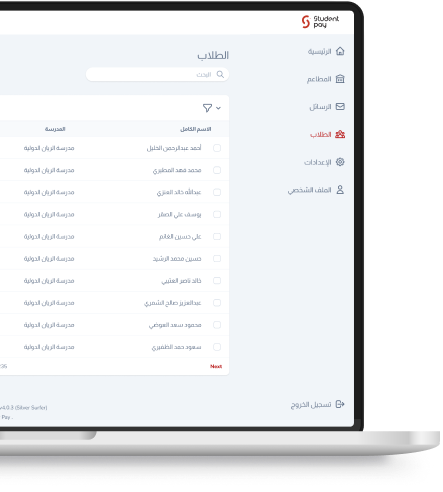 Student
pay
الرئيسية
المطاعم
الرسائل
الطلاب
الإعدادات
الملف الشخصي
تسجيل الخروج
الطلاب
البحث
الاسم الكامل المدرسة
أحمد عبدالرحمن الخليل مدرسة الريان الدولية
محمد فهد المطيري مدرسة الريان الدولية
عبدالله خالد العنزي مدرسة الريان الدولية
يوسف علي الصقر مدرسة الريان الدولية
علي حسين الغانم مدرسة الريان الدولية
حسين محمد الرشيد مدرسة الريان الدولية
خالد ناصر العتيبي مدرسة الريان الدولية
عبدالعزيز صالح الشمري مدرسة الريان الدولية
محمود سعد العوضي مدرسة الريان الدولية
سعود حمد الظفيري مدرسة الريان الدولية
Next
v4.0.3 (Silver Surfer)
Pay .